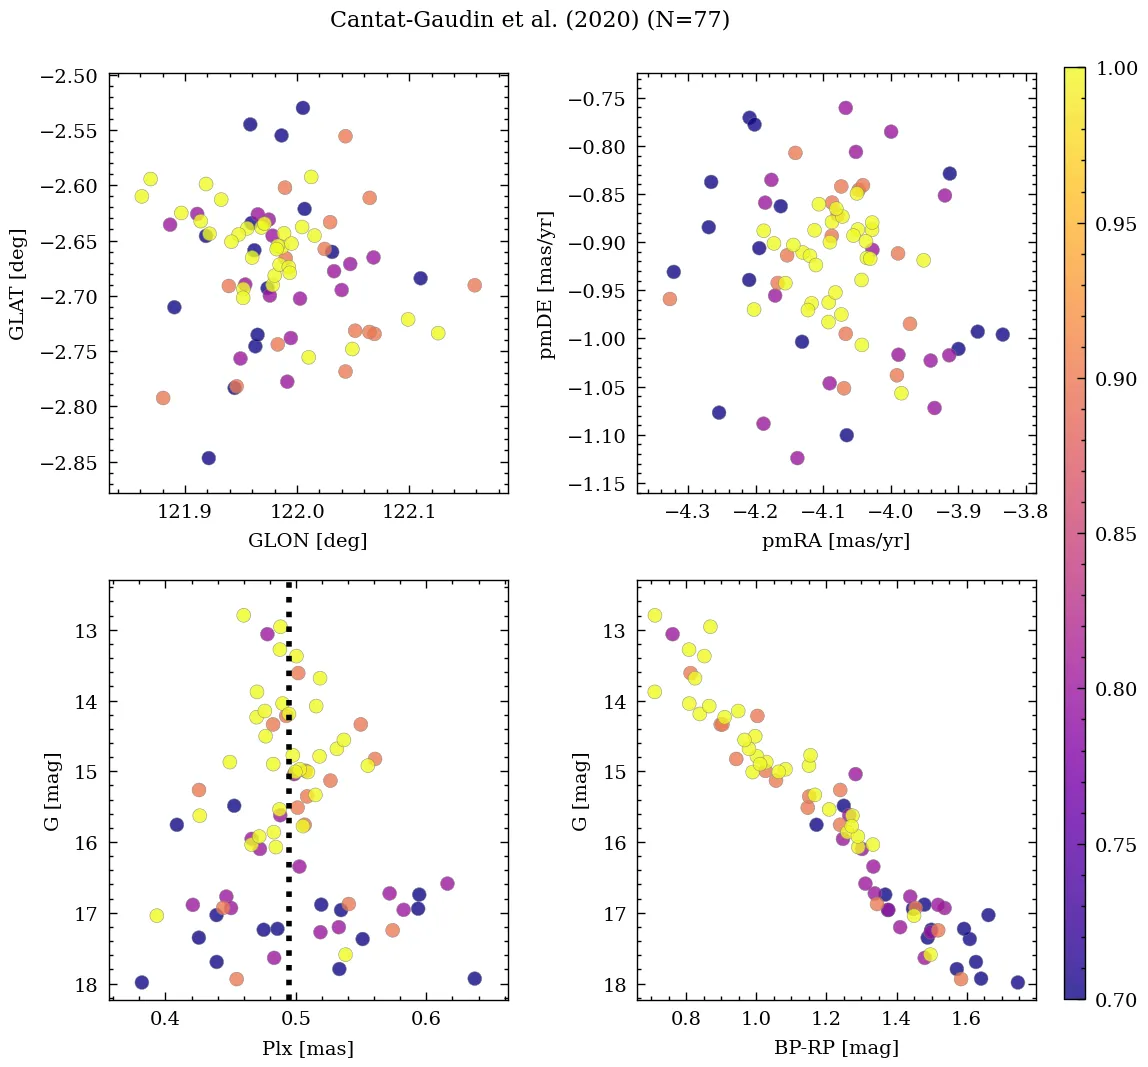 Cantat-Gaudin et al. (2020) (N=77)
−2.50
−2.55
−2.60
−2.65
−2.70
−2.75
−2.80
−2.85
GLAT [deg]
121.9 122.0 122.1
GLON [deg]
−0.75
−0.80
−0.85
−0.90
−0.95
−1.00
−1.05
−1.10
−1.15
pmDE [mas/yr]
−4.3 −4.2 −4.1 −4.0 −3.9 −3.8
pmRA [mas/yr]
13
14
15
16
17
18
G [mag]
0.4 0.5 0.6
Plx [mas]
13
14
15
16
17
18
G [mag]
0.8 1.0 1.2 1.4 1.6
BP-RP [mag]
1.00
0.95
0.90
0.85
0.80
0.75
0.70